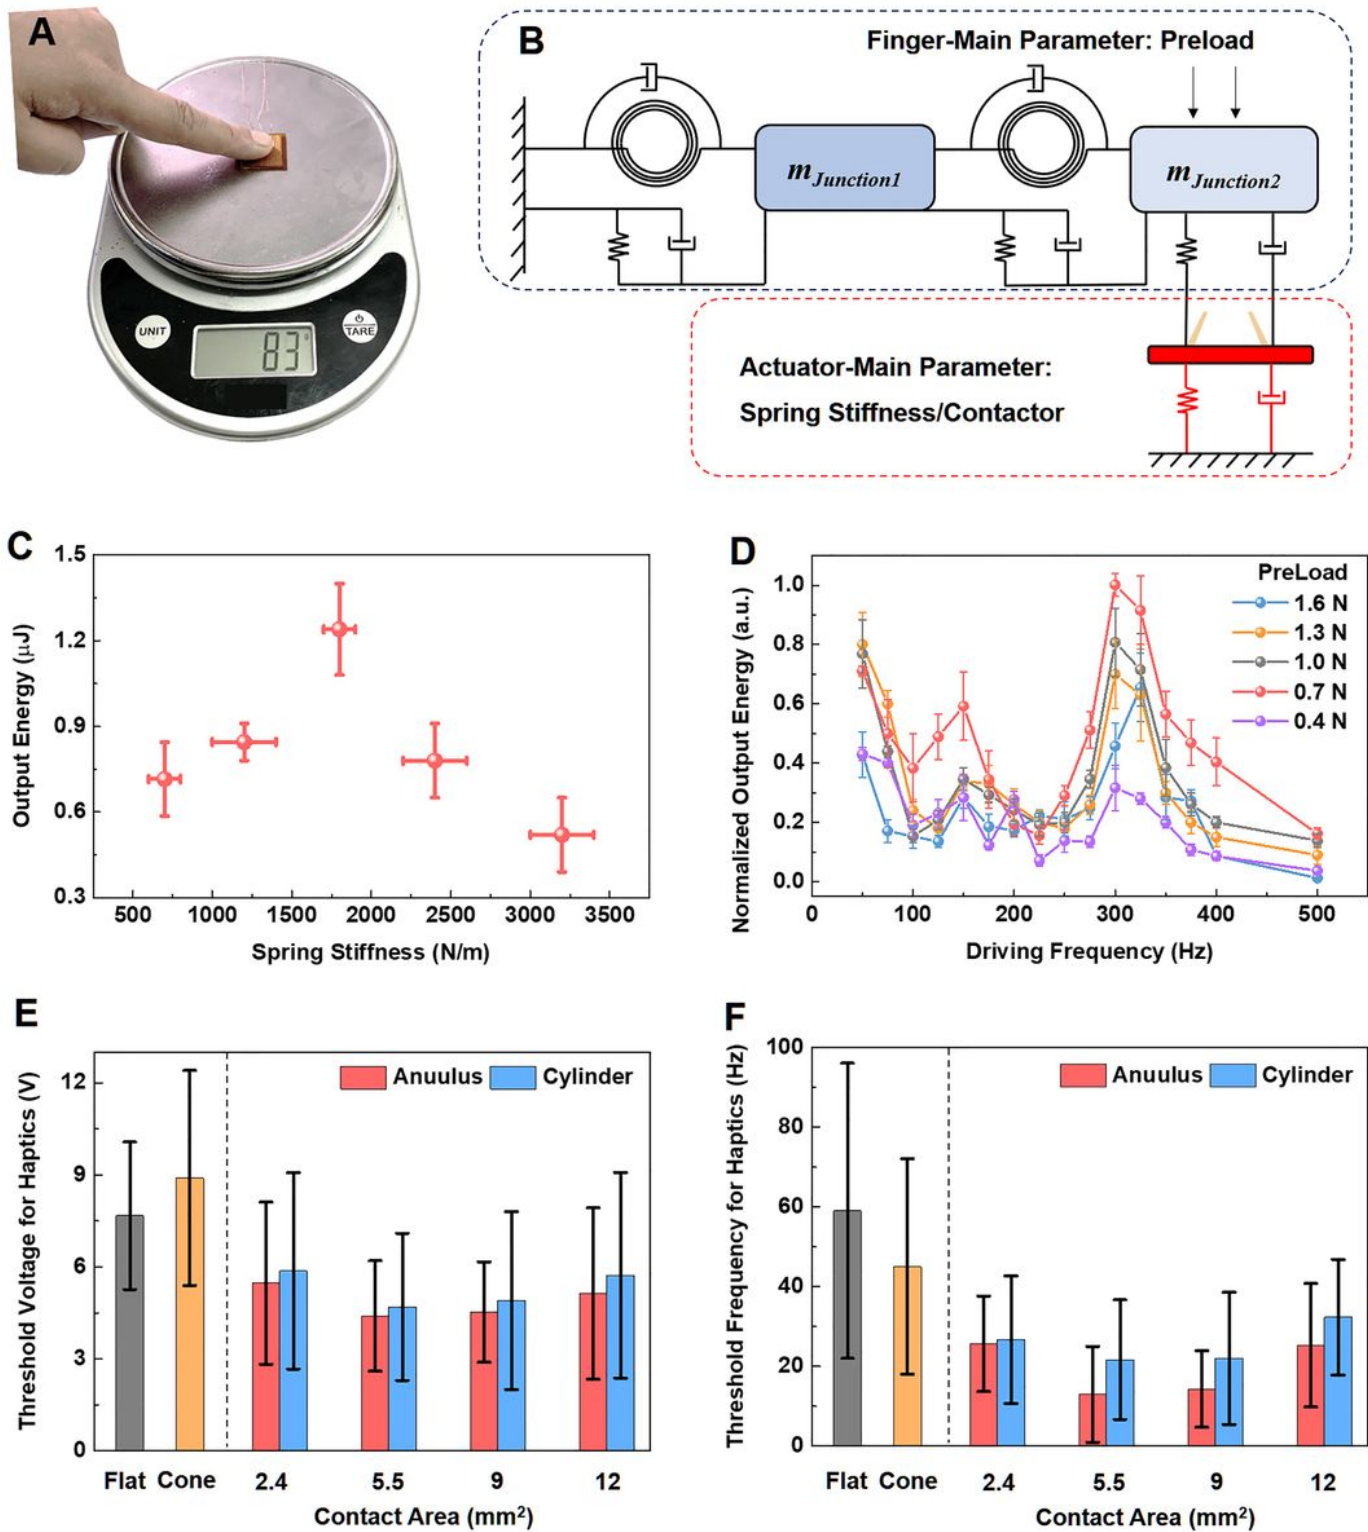 A
UNIT
TARE
83
g
B
Finger-Main Parameter: Preload
mJunction1
mJunction2
Actuator-Main Parameter:
Spring Stiffness/Contactor
C
Output Energy (μJ)
1.5
1.2
0.9
0.6
0.3
500 1000 1500 2000 2500 3000 3500
Spring Stiffness (N/m)
D
Normalized Output Energy (a.u.)
1.0
0.8
0.6
0.4
0.2
0.0
PreLoad
1.6 N
1.3 N
1.0 N
0.7 N
0.4 N
0 100 200 300 400 500
Driving Frequency (Hz)
E
Threshold Voltage for Haptics (V)
12
9
6
3
0
Anuulus Cylinder
Flat Cone 2.4 5.5 9 12
Contact Area (mm²)
F
Threshold Frequency for Haptics (Hz)
100
80
60
40
20
0
Anuulus Cylinder
Flat Cone 2.4 5.5 9 12
Contact Area (mm²)